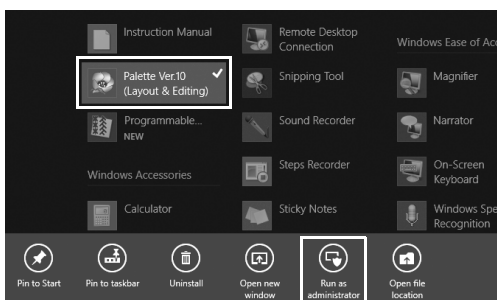 Instruction Manual
Palette Ver.10
(Layout & Editing)
Programmable...
NEW
Windows Accessories
Calculator
Remote Desktop
Connection
Snipping Tool
Sound Recorder
Steps Recorder
Sticky Notes
Windows Ease of Acc
Magnifier
Narrator
On-Screen
Keyboard
Windows Spe
Recognition
Pin to Start
Pin to taskbar
Uninstall
Open new
window
Run as
administrator
Open file
location